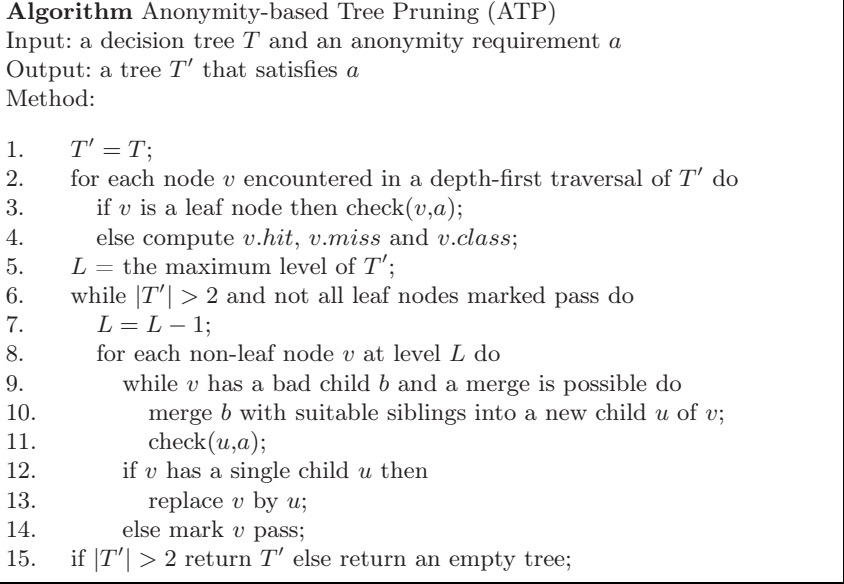 Algorithm Anonymity-based Tree Pruning (ATP)
Input: a decision tree T and an anonymity requirement a
Output: a tree T′ that satisfies a
Method:
1. T′ = T;
2. for each node v encountered in a depth-first traversal of T′ do
3. if v is a leaf node then check(v,a);
4. else compute v.hit, v.miss and v.class;
5. L = the maximum level of T′;
6. while |T′| > 2 and not all leaf nodes marked pass do
7. L = L − 1;
8. for each non-leaf node v at level L do
9. while v has a bad child b and a merge is possible do
10. merge b with suitable siblings into a new child u of v;
11. check(u,a);
12. if v has a single child u then
13. replace v by u;
14. else mark v pass;
15. if |T′| > 2 return T′ else return an empty tree;